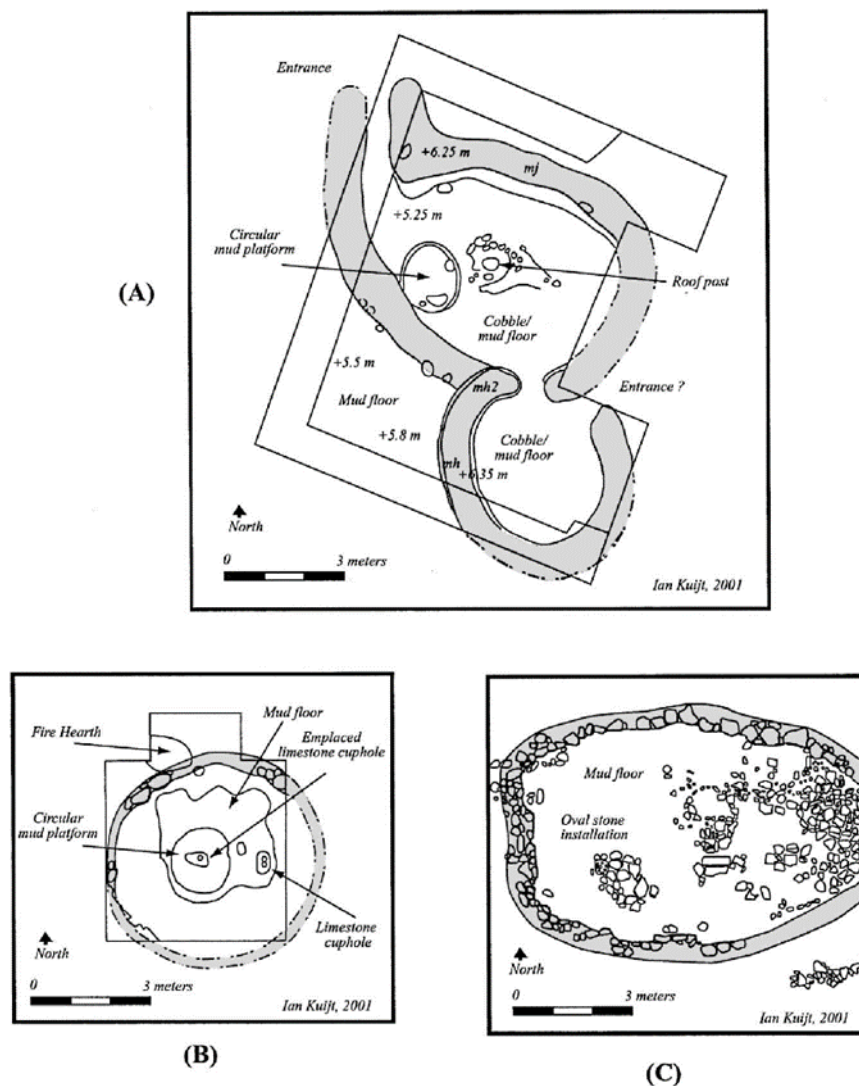 Entrance
+6.25 m
mj
+5.25 m
Circular
mud platform
Roof post
(A)
Cobble/
mud floor
+5.5 m
Entrance ?
mh2
Mud floor
+5.8 m
Cobble/
mud floor
mh
+6.35 m
North
0 3 meters
Ian Kuijt, 2001
Mud floor
Fire Hearth
Emplaced
limestone cuphole
Circular
mud platform
Limestone
cuphole
North
0 3 meters
Ian Kuijt, 2001
(B)
Mud floor
Oval stone
installation
North
0 3 meters
Ian Kuijt, 2001
(C)